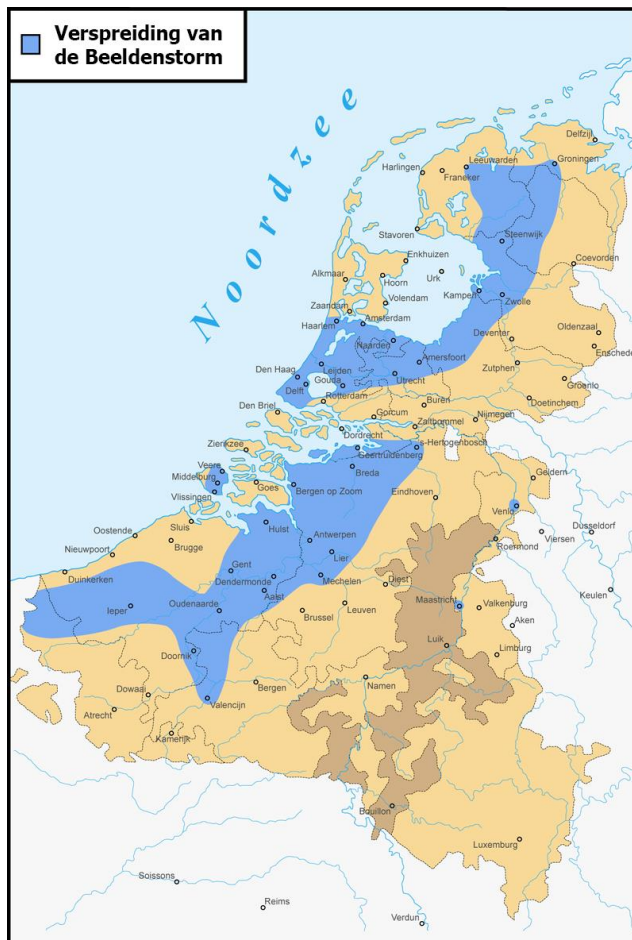 Verspreiding van
de Beeldenstorm
Noordzee
Delfzijl
Leeuwarden
Groningen
Harlingen
Franeker
Stavoren
Steenwijk
Enkhuizen
Coevorden
Alkmaar
Hoorn
Urk
Kampen
Zwolle
Volendam
Zaandam
Haarlem
Amsterdam
Oldenzaal
Naarden
Deventer
Enschede
Amersfoort
Zutphen
Den Haag
Leijden
Utrecht
Groenlo
Gouda
Delft
Rotterdam
Buren
Doetinchem
Den Briel
Gorcum
Zaltbommel
Nijmegen
Dordrecht
Zierikzee
Geertruidenberg
s-Hertogenbosch
Veere
Breda
Geldern
Middelburg
Goes
Bergen op Zoom
Eindhoven
Vlissingen
Venlo
Sluis
Hulst
Oostende
Brugge
Antwerpen
Düsseldorf
Viersen
Roermond
Nieuwpoort
Lier
Duinkerken
Gent
Mechelen
Diest
Dendermonde
Keulen
Aalst
Ieper
Oudenaarde
Brussel
Leuven
Maastricht
Valkenburg
Aken
Doornik
Luik
Limburg
Bergen
Namen
Dowaai
Valencijn
Atrecht
Kamerijk
Bouillon
Luxemburg
Soissons
Reims
Verdun